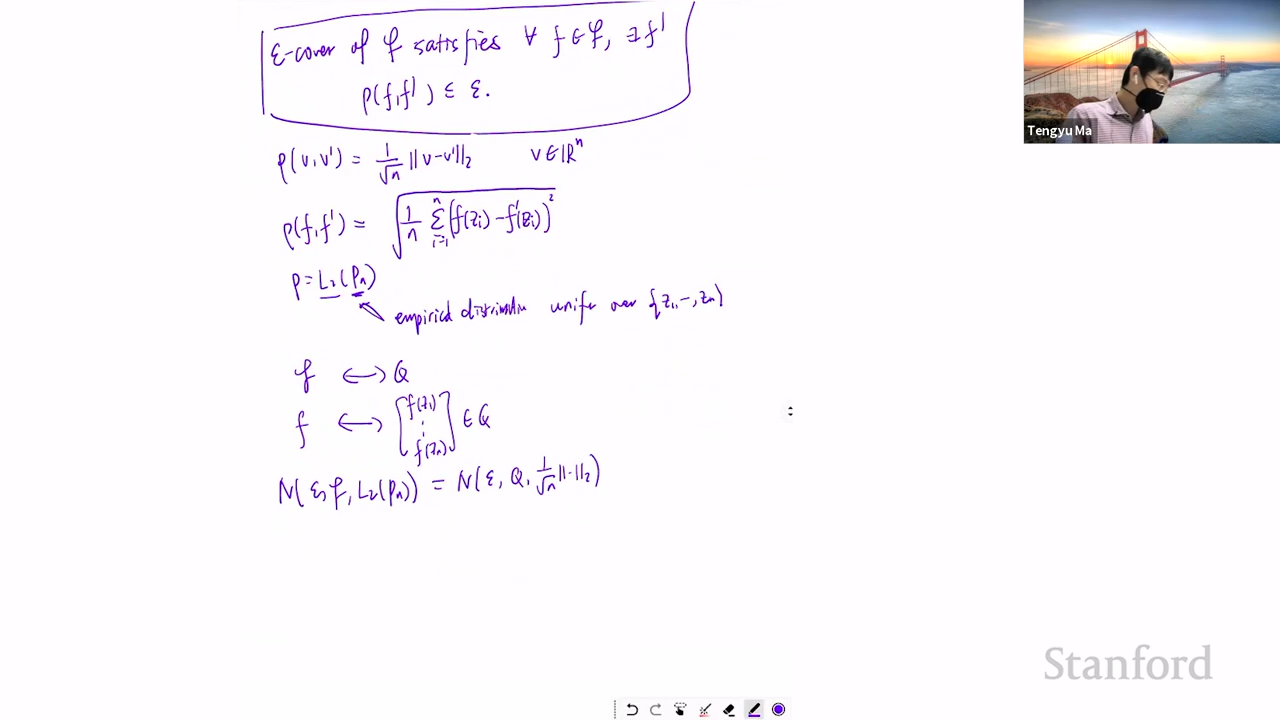 ε-cover of F satisfies ∀ f ∈ F, ∃ f'
ρ(f, f') ∈ ε.
ρ(v, v') = 1/√n ||v-v'||₂ v ∈ ℝⁿ
ρ(f, f') = √(1/n Σᵢ₌₁ⁿ (f(zᵢ) - f'(zᵢ))²)
ρ = L₂(Pₙ)
empirical distribution unifr over {z₁, -, zₙ}
F ↔ Q
f ↔ [f(z₁) ⋮ f(zₙ)] ∈ Q
N(ε, F, L₂(Pₙ)) = N(ε, Q, 1/√n ||·||₂)
Tengyu Ma
Stanford